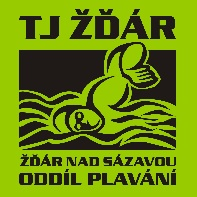 TJ ŽĎÁR
ŽĎÁR NAD SÁZAVOU
ODDÍL PLAVÁNÍ